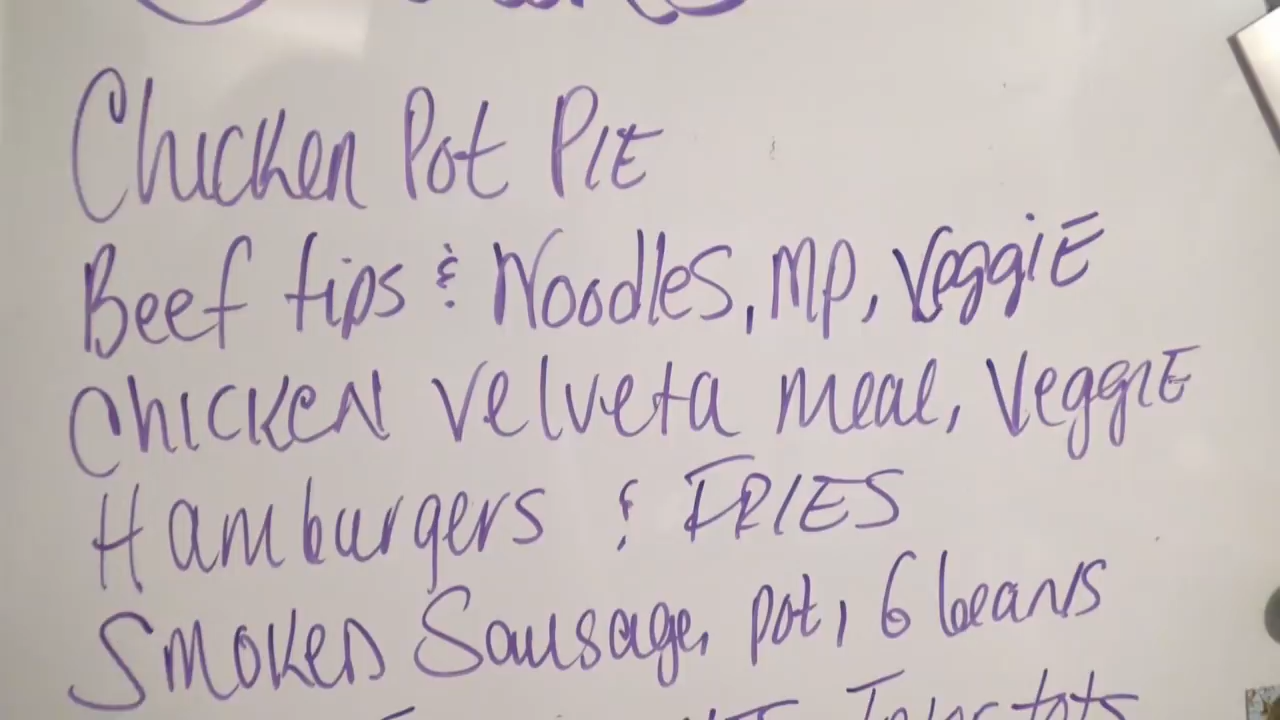 Chicken Pot PIE
Beef tips & Noodles, MP, VeggiE
ChICKeN Velveta meal, VeggIE
Hamburgers & FRIES
Smoked Sausage, pot, 6 beans
tots